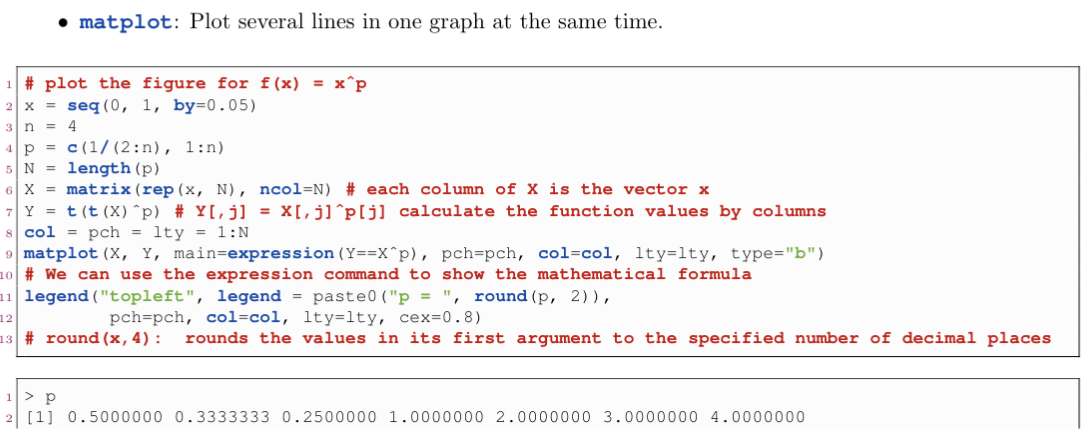 • matplot: Plot several lines in one graph at the same time.
1 # plot the figure for f(x) = x^p
2 x = seq(0, 1, by=0.05)
3 n = 4
4 p = c(1/(2:n), 1:n)
5 N = length(p)
6 X = matrix(rep(x, N), ncol=N) # each column of X is the vector x
7 Y = t(t(X)^p) # Y[,j] = X[,j]^p[j] calculate the function values by columns
8 col = pch = lty = 1:N
9 matplot(X, Y, main=expression(Y==X^p), pch=pch, col=col, lty=lty, type="b")
10 # We can use the expression command to show the mathematical formula
11 legend("topleft", legend = paste0("p = ", round(p, 2)),
12 pch=pch, col=col, lty=lty, cex=0.8)
13 # round(x,4): rounds the values in its first argument to the specified number of decimal places
1 > p
2 [1] 0.5000000 0.3333333 0.2500000 1.0000000 2.0000000 3.0000000 4.0000000